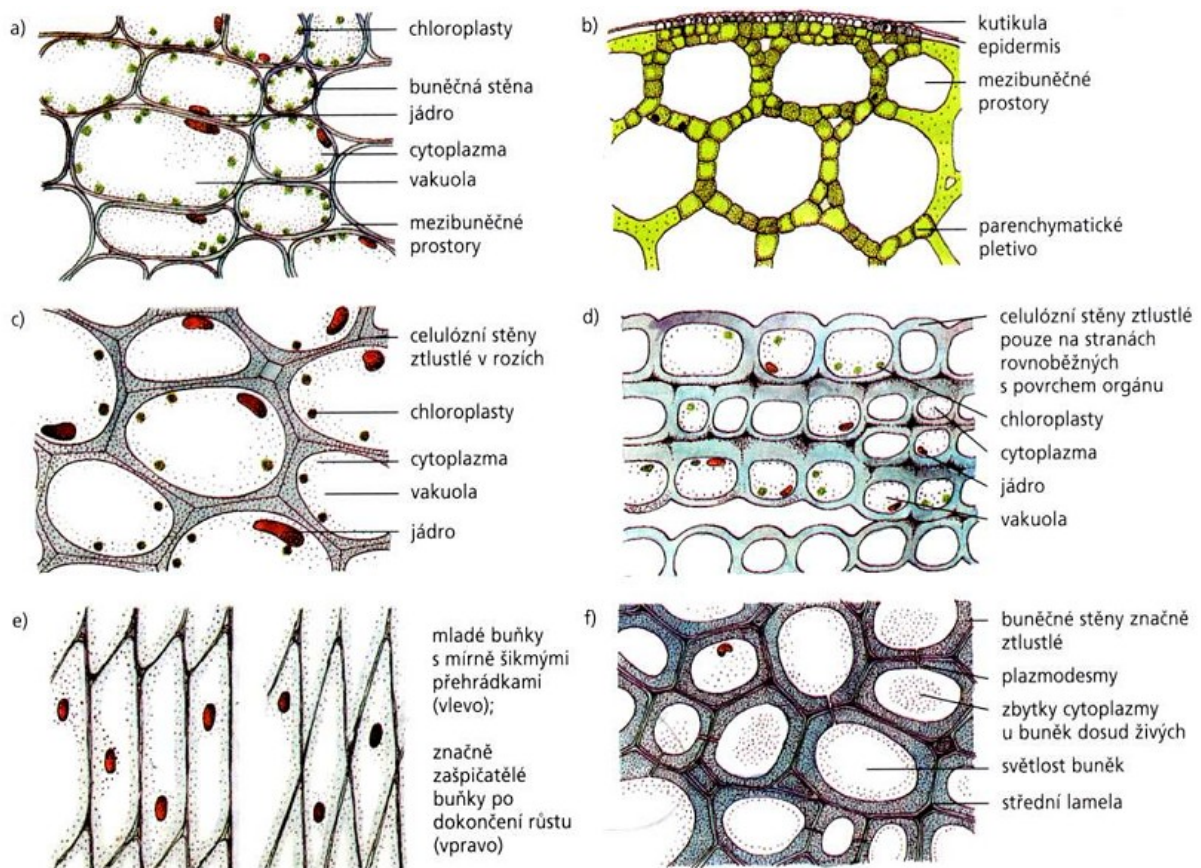 a)
chloroplasty
buněčná stěna
jádro
cytoplazma
vakuola
mezibuněčné
prostory
b)
kutikula
epidermis
mezibuněčné
prostory
parenchymatické
pletivo
c)
celulózní stěny
ztlustlé v rozích
chloroplasty
cytoplazma
vakuola
jádro
d)
celulózní stěny
ztlustlé
pouze na stranách
rovnoběžných
s povrchem orgánu
chloroplasty
cytoplazma
jádro
vakuola
e)
mladé buňky
s mírně šikmými
přehrádkami
(vlevo);
značně
zašpičatělé
buňky po
dokončení růstu
(vpravo)
f)
buněčné stěny značně
ztlustlé
plazmodesmy
zbytky cytoplazmy
u buněk dosud živých
světlost buněk
střední lamela